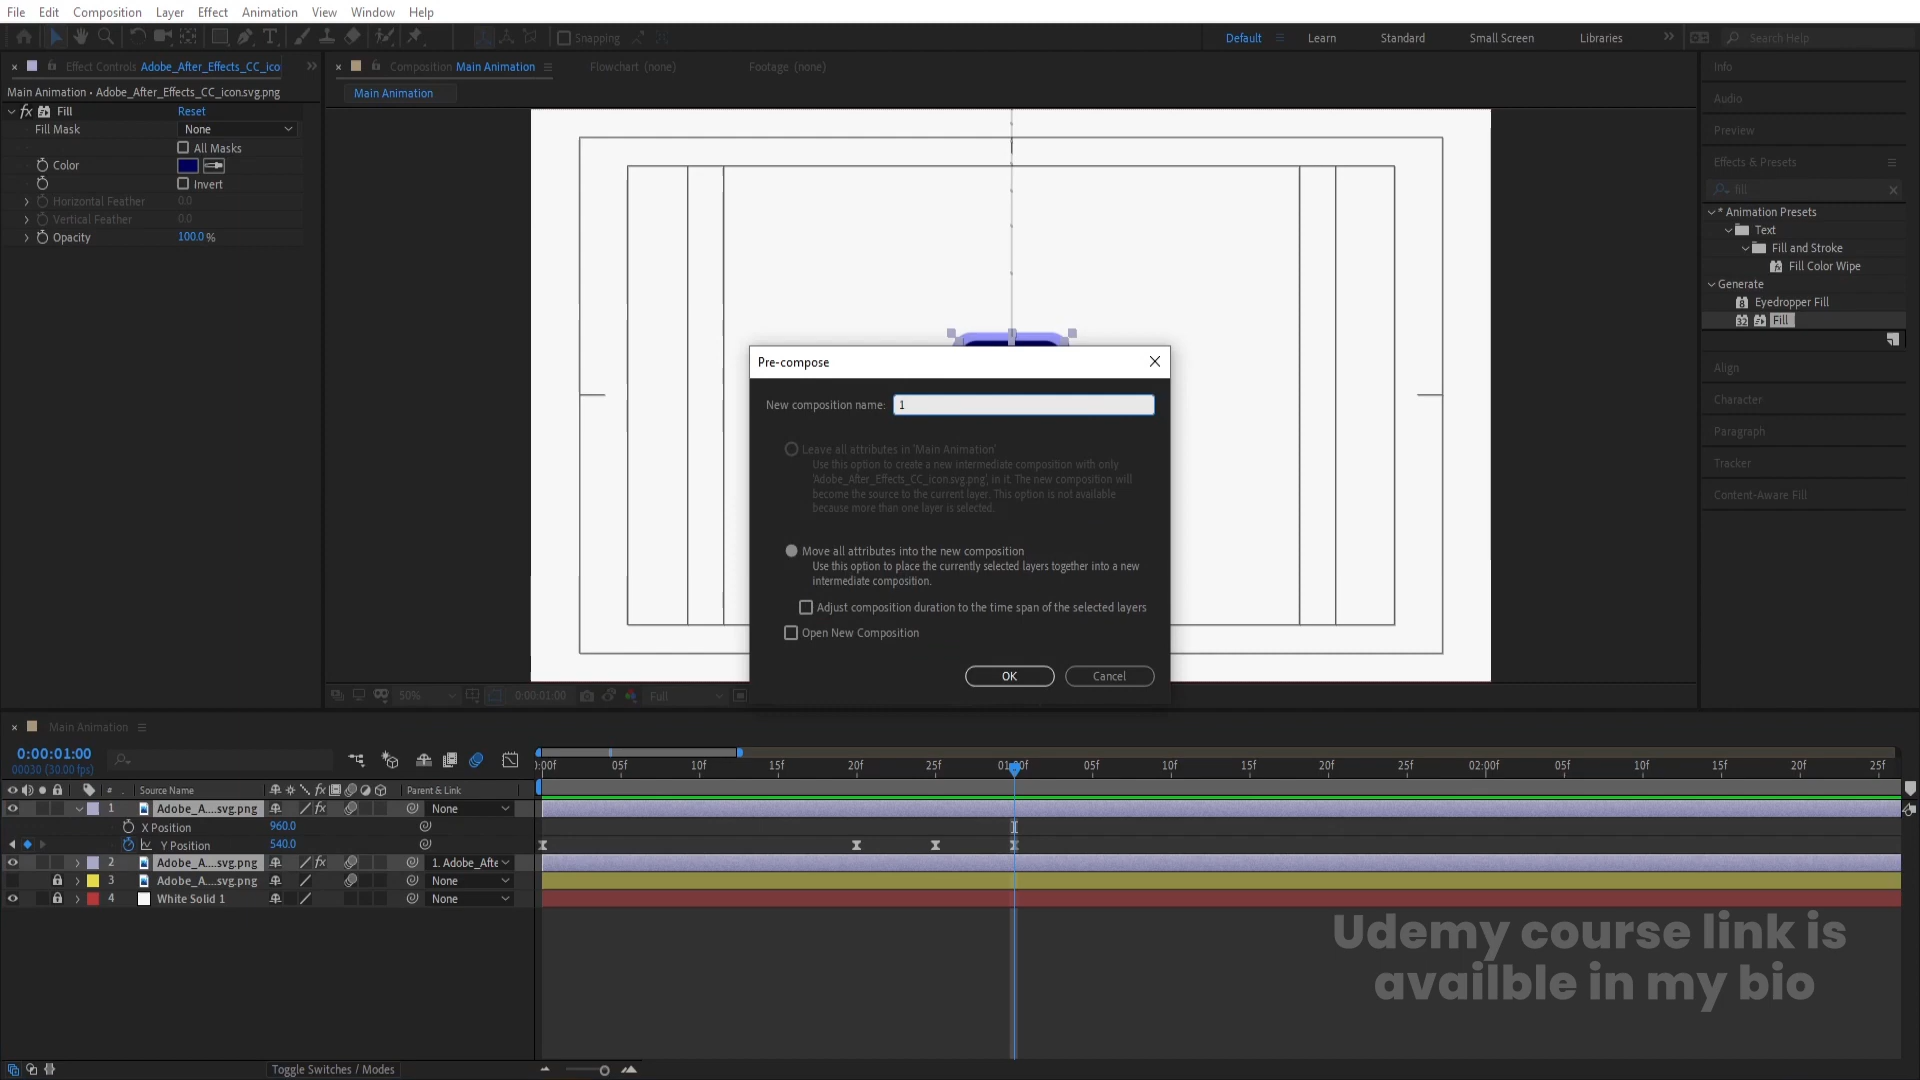 File Edit Composition Layer Effect Animation View Window Help
Snapping
Default Learn Standard Small Screen Libraries Search Help
Effect Controls Adobe_After_Effects_CC_ico
Composition Main Animation Flowchart (none) Footage (none)
Main Animation • Adobe_After_Effects_CC_icon.svg.png
Main Animation
Fill Reset
Fill Mask None
All Masks
Color
Invert
Horizontal Feather 0.0
Vertical Feather 0.0
Opacity 100.0 %
Info
Audio
Preview
Effects & Presets
fill
* Animation Presets
Text
Fill and Stroke
Fill Color Wipe
Generate
Eyedropper Fill
32 Fill
Align
Character
Paragraph
Tracker
Content-Aware Fill
Pre-compose
New composition name: 1
Leave all attributes in 'Main Animation'
Use this option to create a new intermediate composition with only
'Adobe_After_Effects_CC_icon.svg.png', in it. The new composition will
become the source to the current layer. This option is not available
because more than one layer is selected.
Move all attributes into the new composition
Use this option to place the currently selected layers together into a new
intermediate composition.
Adjust composition duration to the time span of the selected layers
Open New Composition
OK Cancel
50% 0:00:01:00 Full
Main Animation
0:00:01:00
00030 (30.00 fps)
):00f 05f 10f 15f 20f 25f 01:00f 05f 10f 15f 20f 25f 02:00f 05f 10f 15f 20f 25f
# Source Name Parent & Link
1 Adobe_A....svg.png None
X Position 960.0
Y Position 540.0
2 Adobe_A....svg.png 1. Adobe_Afte
3 Adobe_A....svg.png None
4 White Solid 1 None
Udemy course link is
availble in my bio
Toggle Switches / Modes